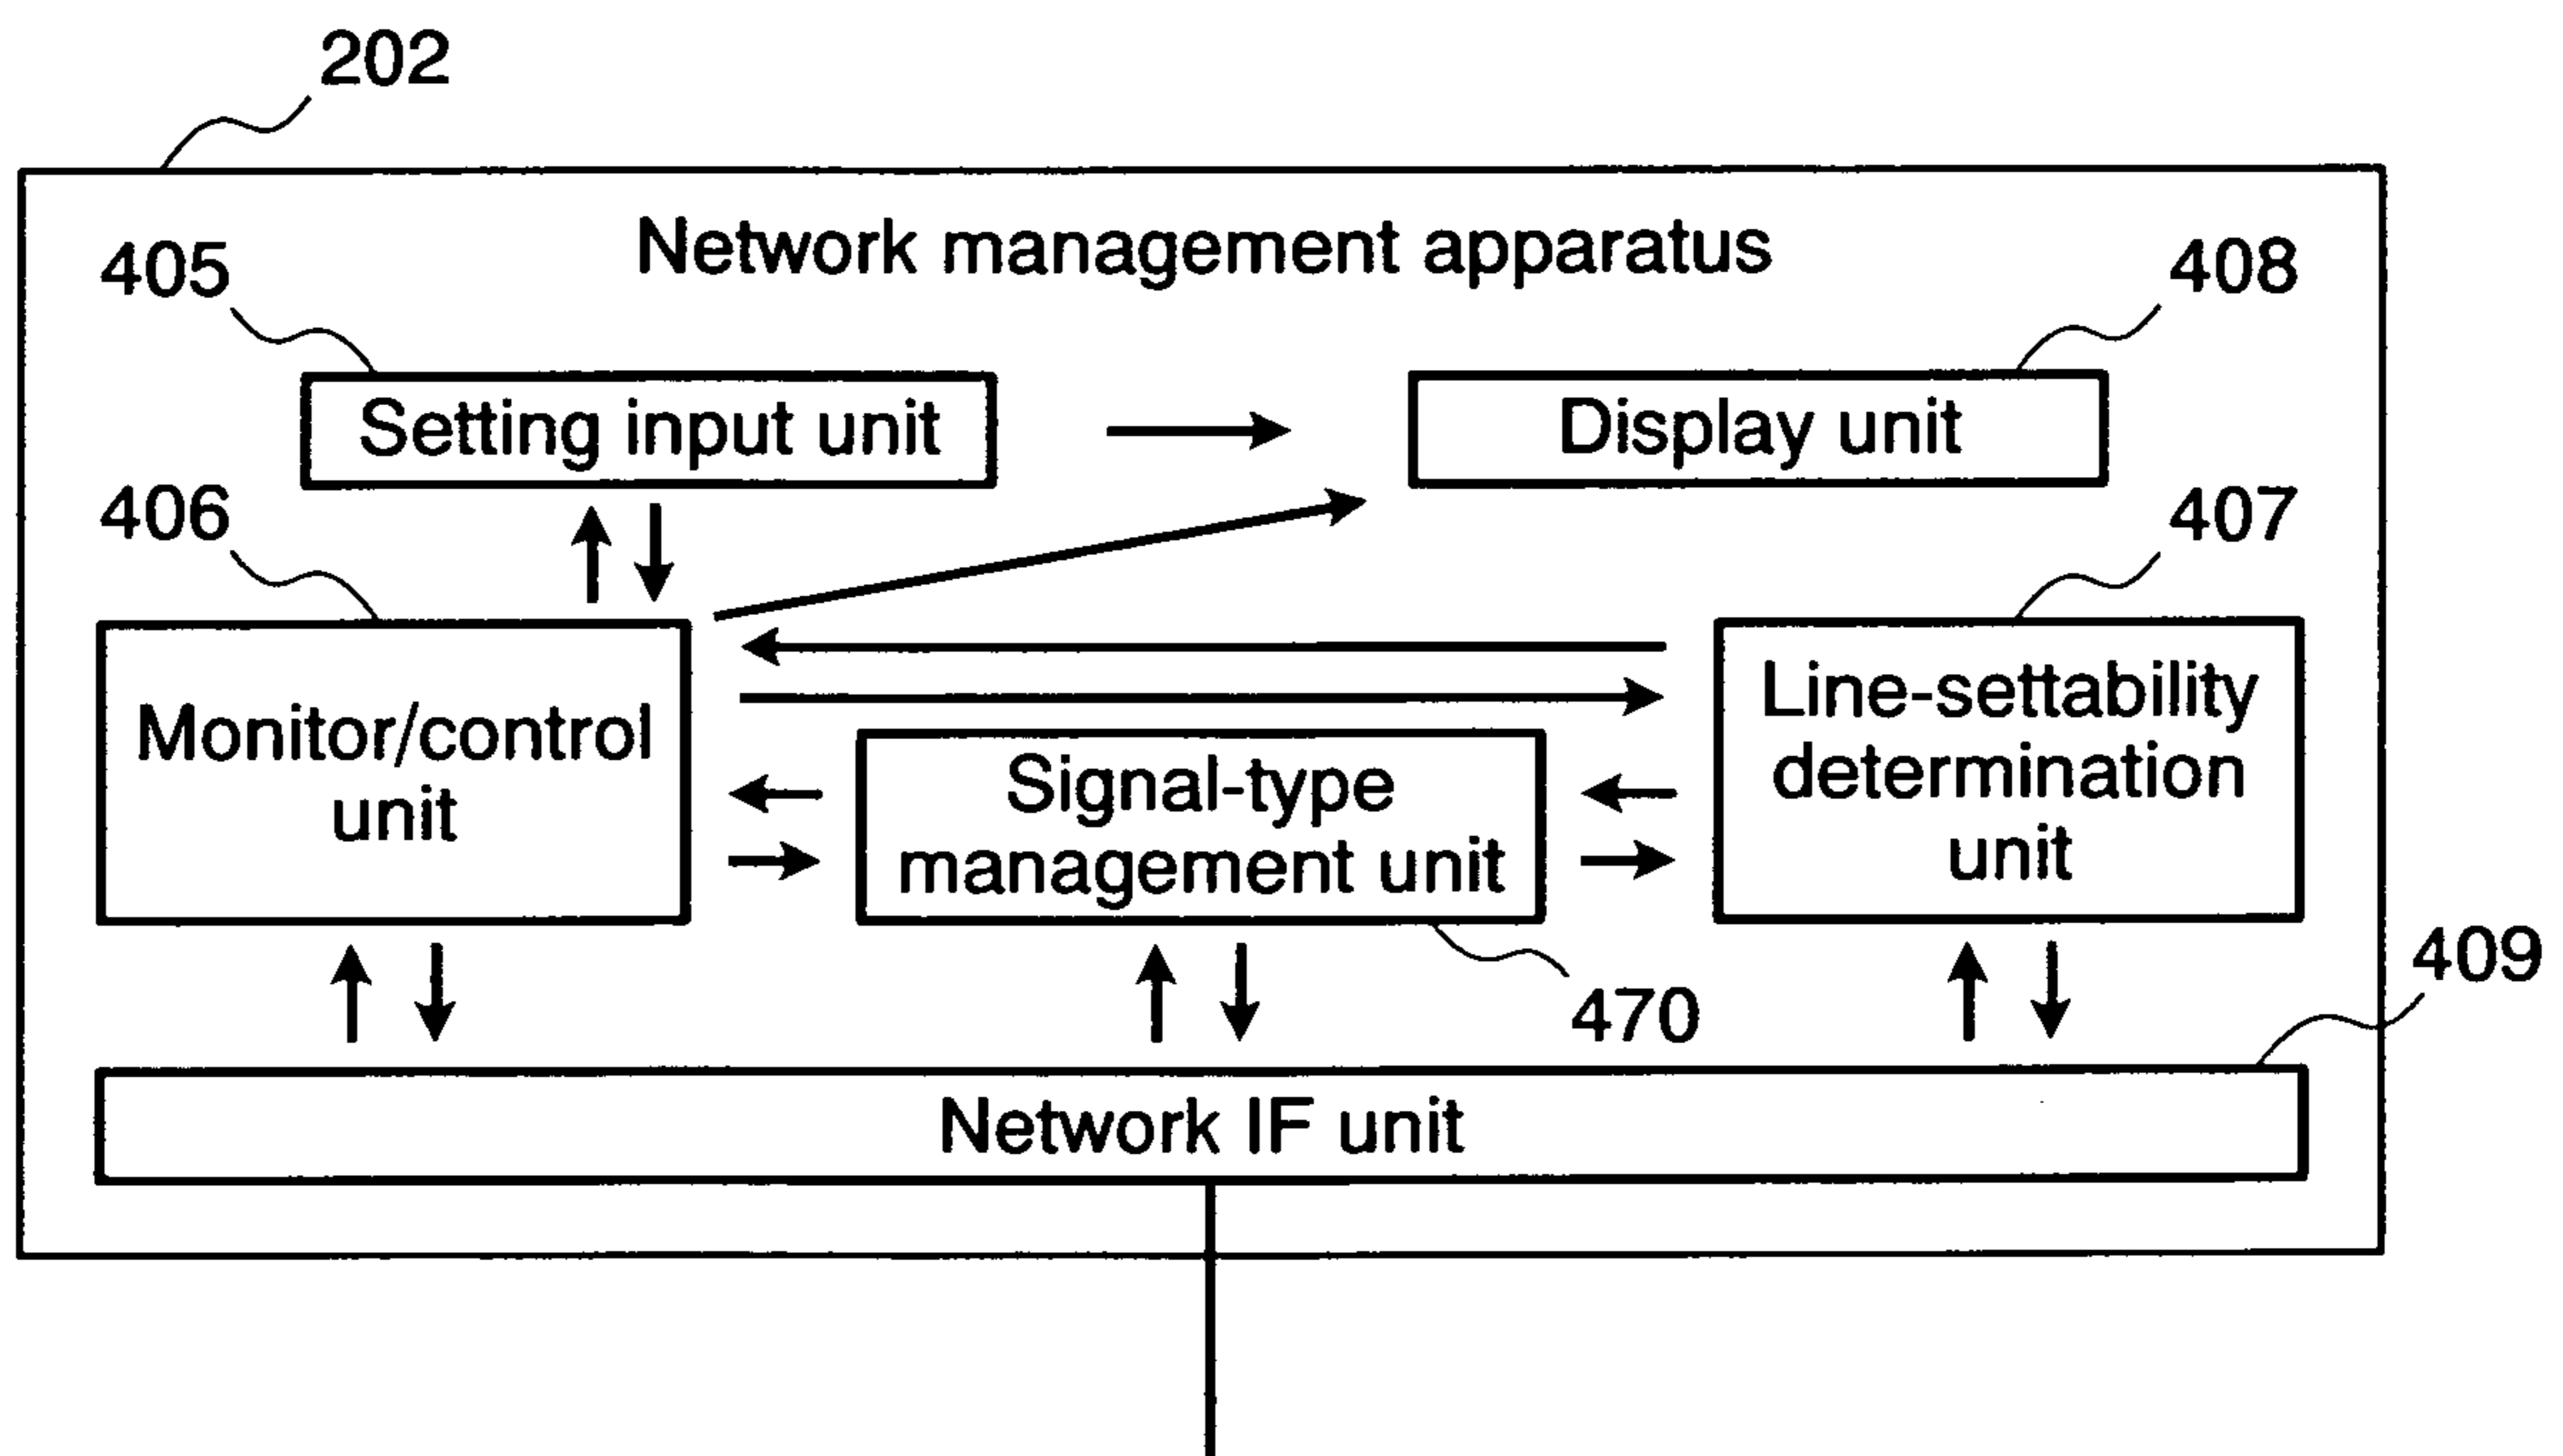 202
Network management apparatus
405
408
Setting input unit
Display unit
406
407
Monitor/control
unit
Line-settability
determination
unit
Signal-type
management unit
470
409
Network IF unit